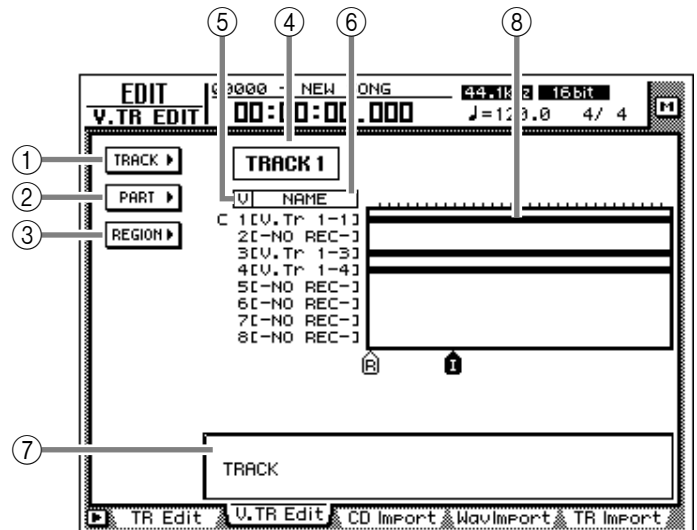 ⑤ ④ ⑥ ⑧
EDIT
00000 - NEW ONG
44.1k z 16bit
V.TR EDIT
00:00:00.000
♩=120.0 4/ 4
M
① TRACK ▶
TRACK 1
② PART ▶
V NAME
③ REGION ▶
C 1[V.Tr 1-1]
2[-NO REC-]
3[V.Tr 1-3]
4[V.Tr 1-4]
5[-NO REC-]
6[-NO REC-]
7[-NO REC-]
8[-NO REC-]
R I
⑦
TRACK
TR Edit V.TR Edit CD Import WavImport TR Import